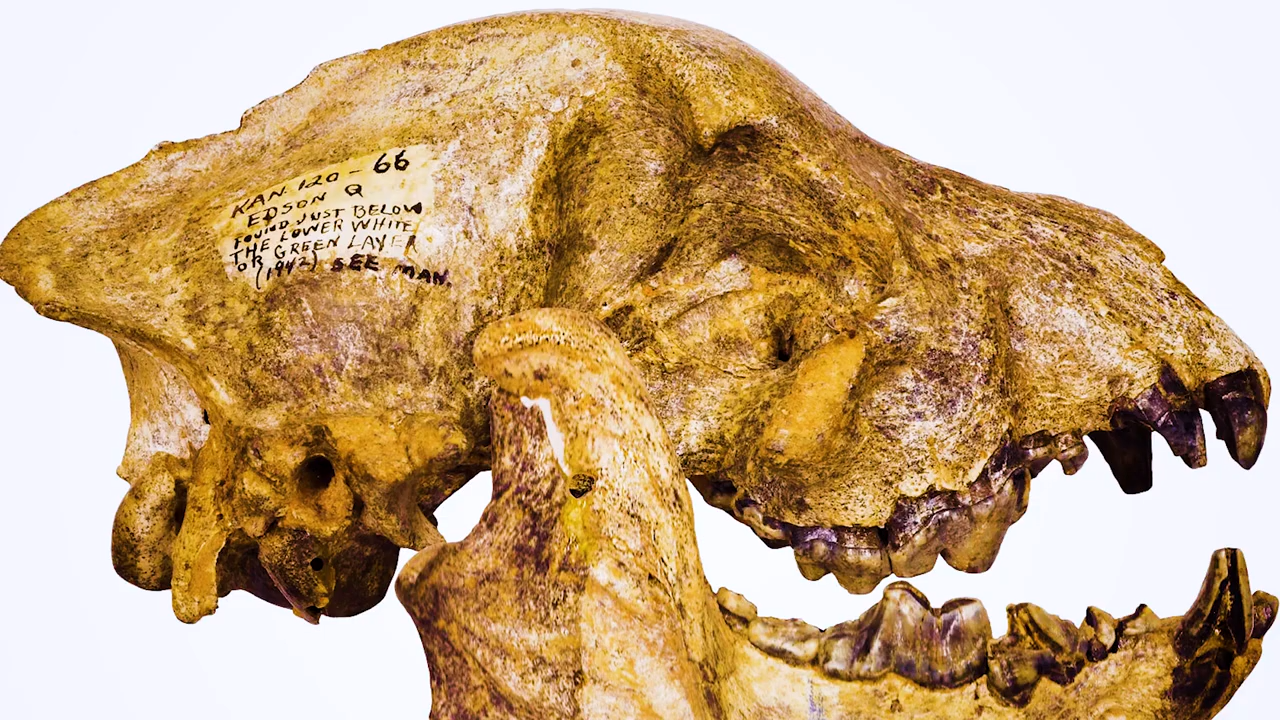 KAN. 120 - 66
EDSON Q
FOUND JUST BELOW
THE LOWER WHITE
OR GREEN LAYER
(1942) SEE MAN